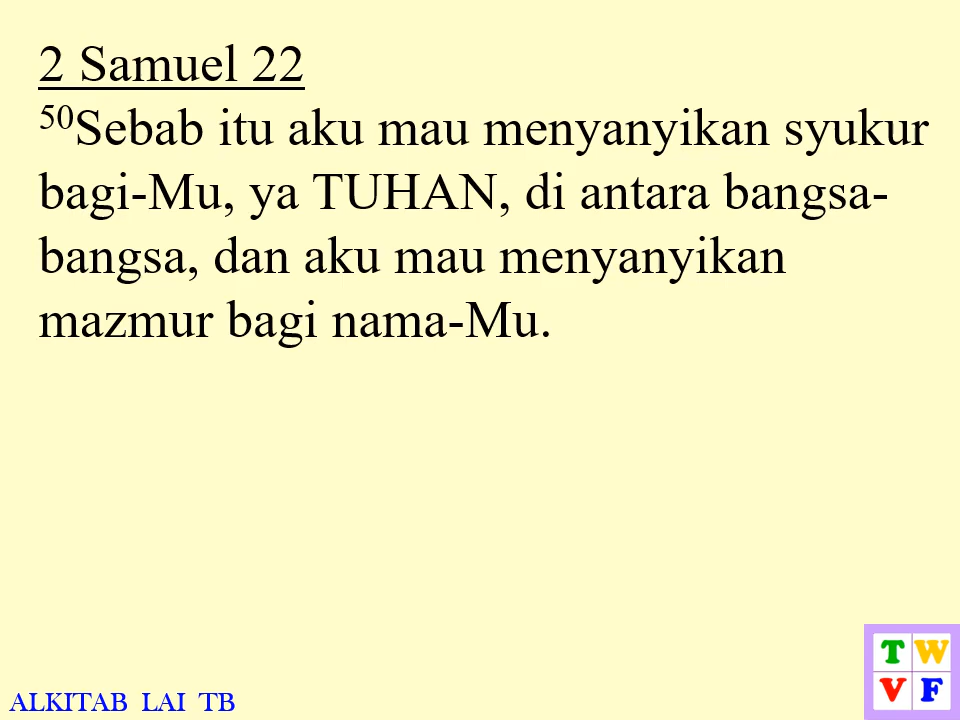 2 Samuel 22
50Sebab itu aku mau menyanyikan syukur
bagi-Mu, ya TUHAN, di antara bangsa-
bangsa, dan aku mau menyanyikan
mazmur bagi nama-Mu.
T W
V F
ALKITAB LAI TB